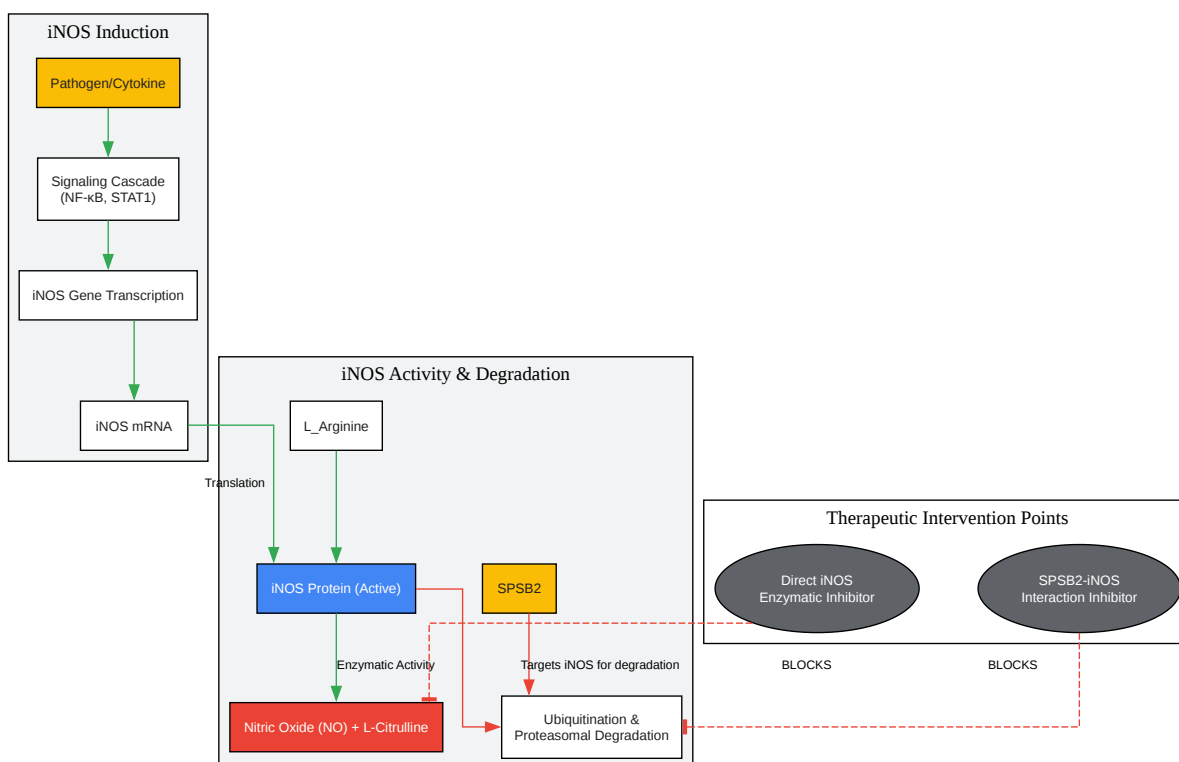 iNOS Induction
Pathogen/Cytokine
Signaling Cascade
(NF-κB, STAT1)
iNOS Gene Transcription
iNOS mRNA
Translation
iNOS Activity & Degradation
L_Arginine
iNOS Protein (Active)
SPSB2
Enzymatic Activity
Targets iNOS for degradation
Nitric Oxide (NO) + L-Citrulline
Ubiquitination &
Proteasomal Degradation
Therapeutic Intervention Points
Direct iNOS
Enzymatic Inhibitor
SPSB2-iNOS
Interaction Inhibitor
BLOCKS
BLOCKS